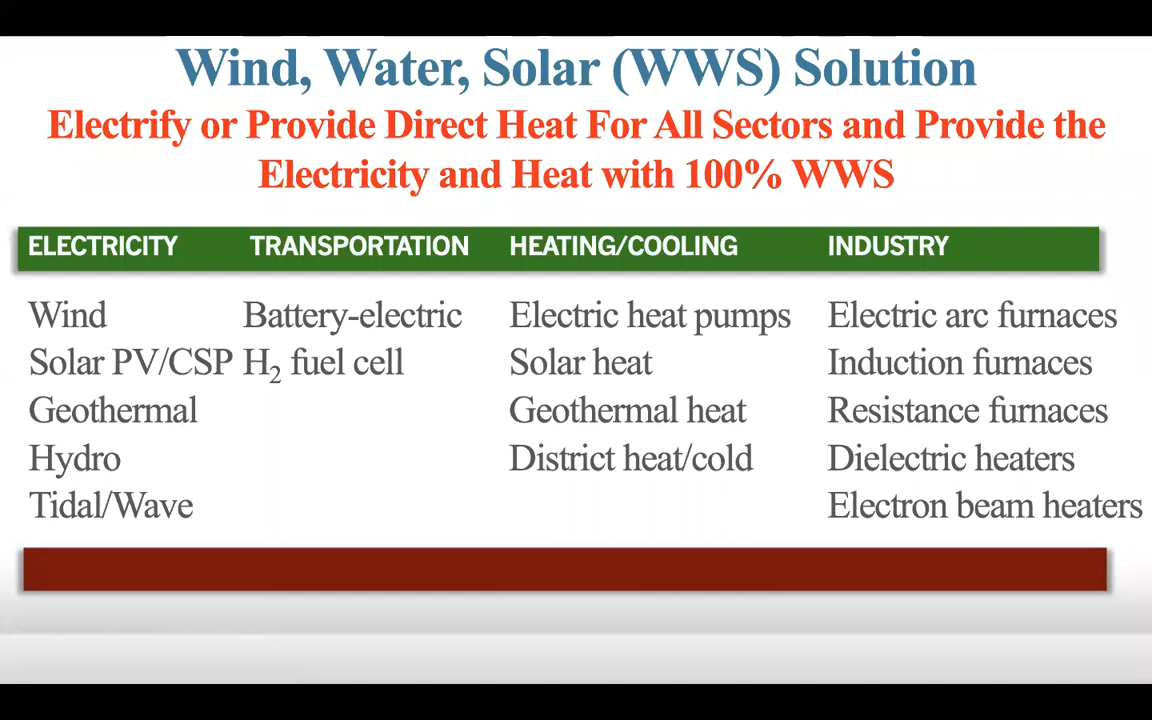 Wind, Water, Solar (WWS) Solution
Electrify or Provide Direct Heat For All Sectors and Provide the
Electricity and Heat with 100% WWS
ELECTRICITY TRANSPORTATION HEATING/COOLING INDUSTRY
Wind Battery-electric Electric heat pumps Electric arc furnaces
Solar PV/CSP H₂ fuel cell Solar heat Induction furnaces
Geothermal Geothermal heat Resistance furnaces
Hydro District heat/cold Dielectric heaters
Tidal/Wave Electron beam heaters